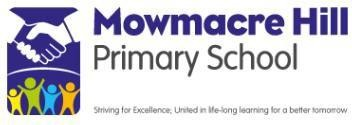 Mowmacre Hill
Primary School
Striving for Excellence; United in life-long learning for a better tomorrow